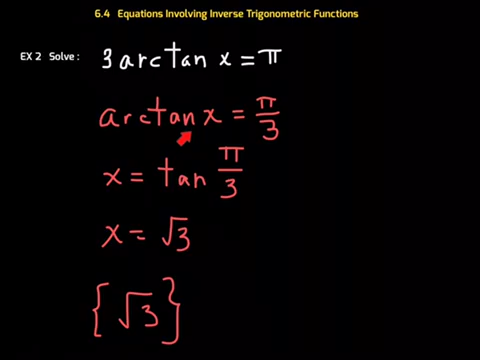 6.4 Equations Involving Inverse Trigonometric Functions
EX 2 Solve : 3 arctan x = π
arctan x = π/3
x = tan π/3
x = √3
{√3}